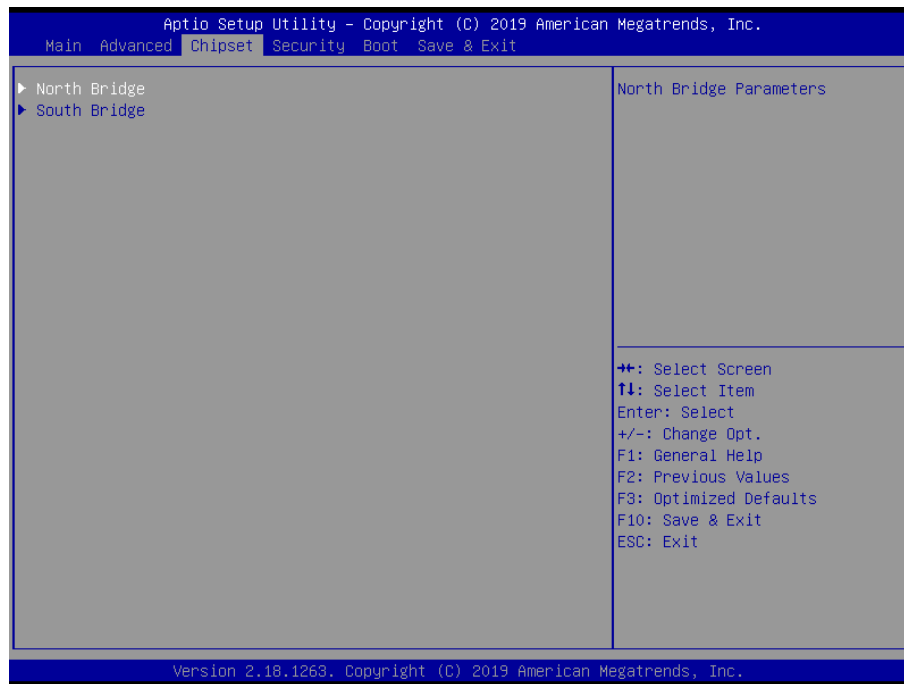 Aptio Setup Utility – Copyright (C) 2019 American Megatrends, Inc.
Main Advanced Chipset Security Boot Save & Exit
▶ North Bridge
▶ South Bridge
North Bridge Parameters
→←: Select Screen
↑↓: Select Item
Enter: Select
+/-: Change Opt.
F1: General Help
F2: Previous Values
F3: Optimized Defaults
F10: Save & Exit
ESC: Exit
Version 2.18.1263. Copyright (C) 2019 American Megatrends, Inc.